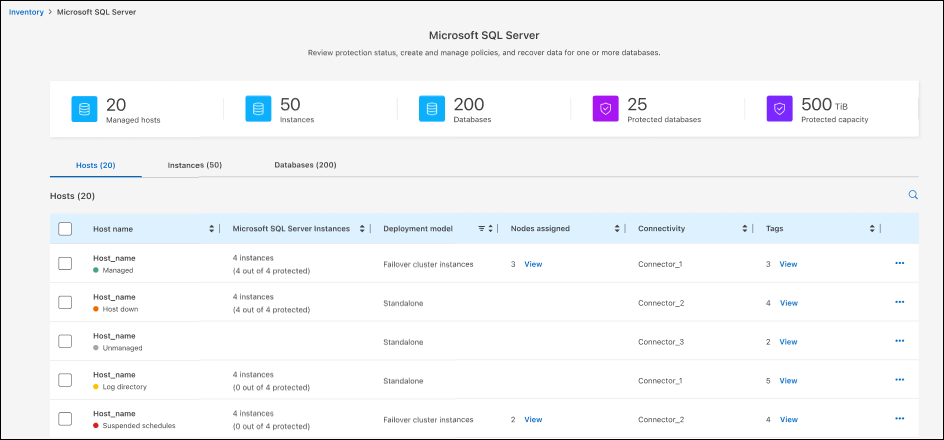 Inventory > Microsoft SQL Server
Microsoft SQL Server
Review protection status, create and manage policies, and recover data for one or more databases.
20
Managed hosts
50
Instances
200
Databases
25
Protected databases
500 TiB
Protected capacity
Hosts (20) Instances (50) Databases (200)
Hosts (20)
Host name Microsoft SQL Server Instances Deployment model Nodes assigned Connectivity Tags
Host_name
Managed
4 instances
(4 out of 4 protected)
Failover cluster instances
3 View
Connector_1
3 View
Host_name
Host down
4 instances
(4 out of 4 protected)
Standalone
Connector_2
4 View
Host_name
Unmanaged
Standalone
Connector_3
2 View
Host_name
Log directory
4 instances
(0 out of 4 protected)
Standalone
Connector_1
5 View
Host_name
Suspended schedules
4 instances
(0 out of 4 protected)
Failover cluster instances
2 View
Connector_2
4 View